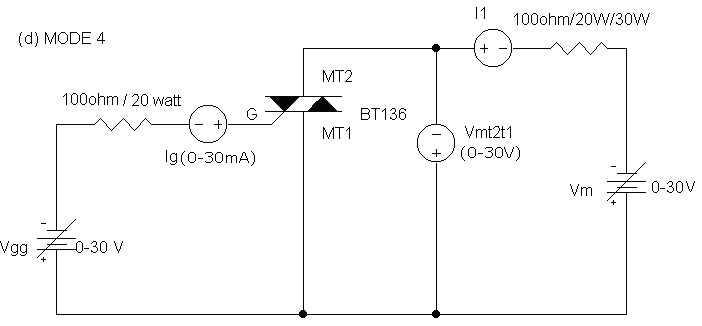 I1
100ohm/20W/30W
(d) MODE 4
MT2
100ohm / 20 watt
G
BT136
MT1
Vmt2t1
(0-30V)
Ig(0-30mA)
Vm
0-30V
Vgg
0-30 V